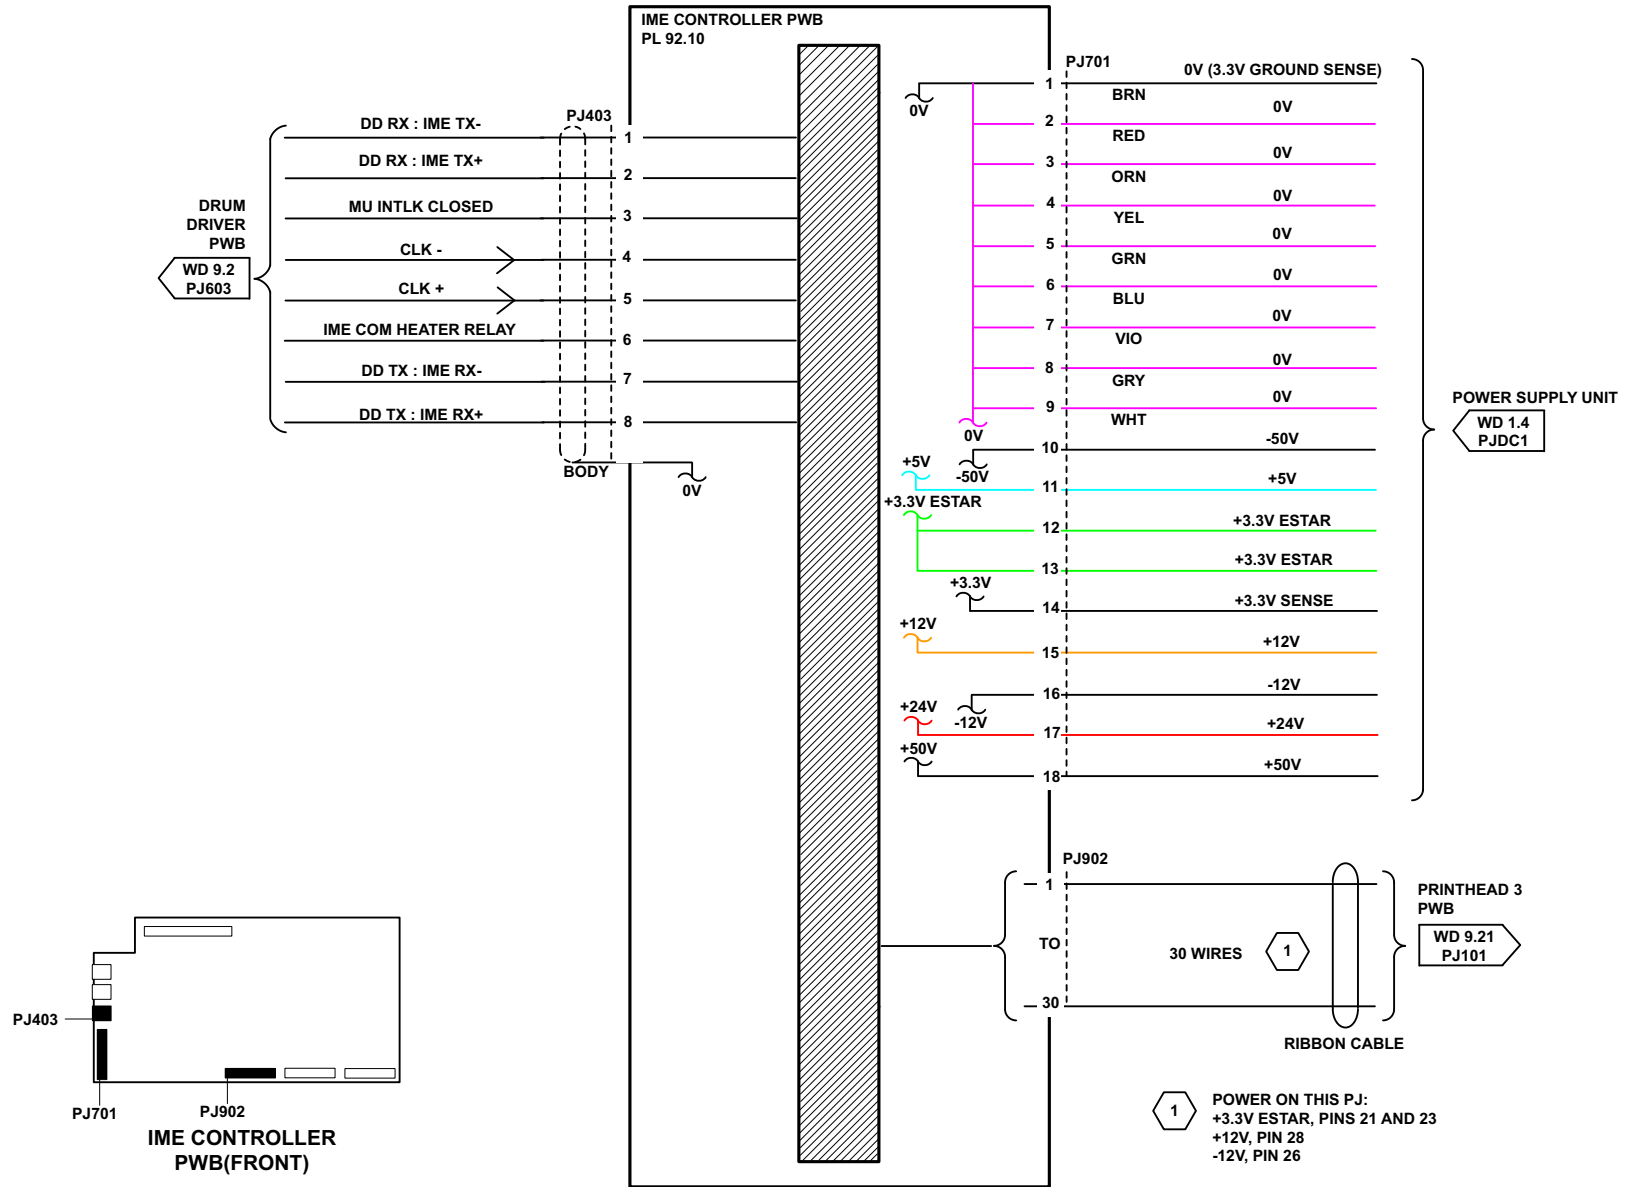 IME CONTROLLER PWB
PL 92.10
PJ403
DD RX : IME TX-
1
DD RX : IME TX+
2
MU INTLK CLOSED
3
CLK -
4
CLK +
5
IME COM HEATER RELAY
6
DD TX : IME RX-
7
DD TX : IME RX+
8
BODY
0V
DRUM
DRIVER
PWB
WD 9.2
PJ603
PJ701
0V
1
0V (3.3V GROUND SENSE)
BRN
2
0V
RED
3
0V
ORN
4
0V
YEL
5
0V
GRN
6
0V
BLU
7
0V
VIO
8
0V
GRY
9
0V
WHT
0V
10
-50V
-50V
+5V
11
+5V
+3.3V ESTAR
12
+3.3V ESTAR
13
+3.3V ESTAR
+3.3V
14
+3.3V SENSE
+12V
15
+12V
16
-12V
-12V
+24V
17
+24V
+50V
18
+50V
POWER SUPPLY UNIT
WD 1.4
PJDC1
PJ902
1
TO
30
30 WIRES
1
RIBBON CABLE
PRINTHEAD 3
PWB
WD 9.21
PJ101
1
POWER ON THIS PJ:
+3.3V ESTAR, PINS 21 AND 23
+12V, PIN 28
-12V, PIN 26
PJ403
PJ701
PJ902
IME CONTROLLER
PWB(FRONT)